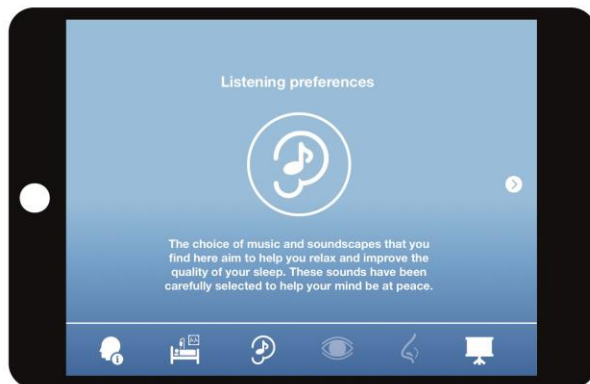 Listening preferences
The choice of music and soundscapes that you
find here aim to help you relax and improve the
quality of your sleep. These sounds have been
carefully selected to help your mind be at peace.